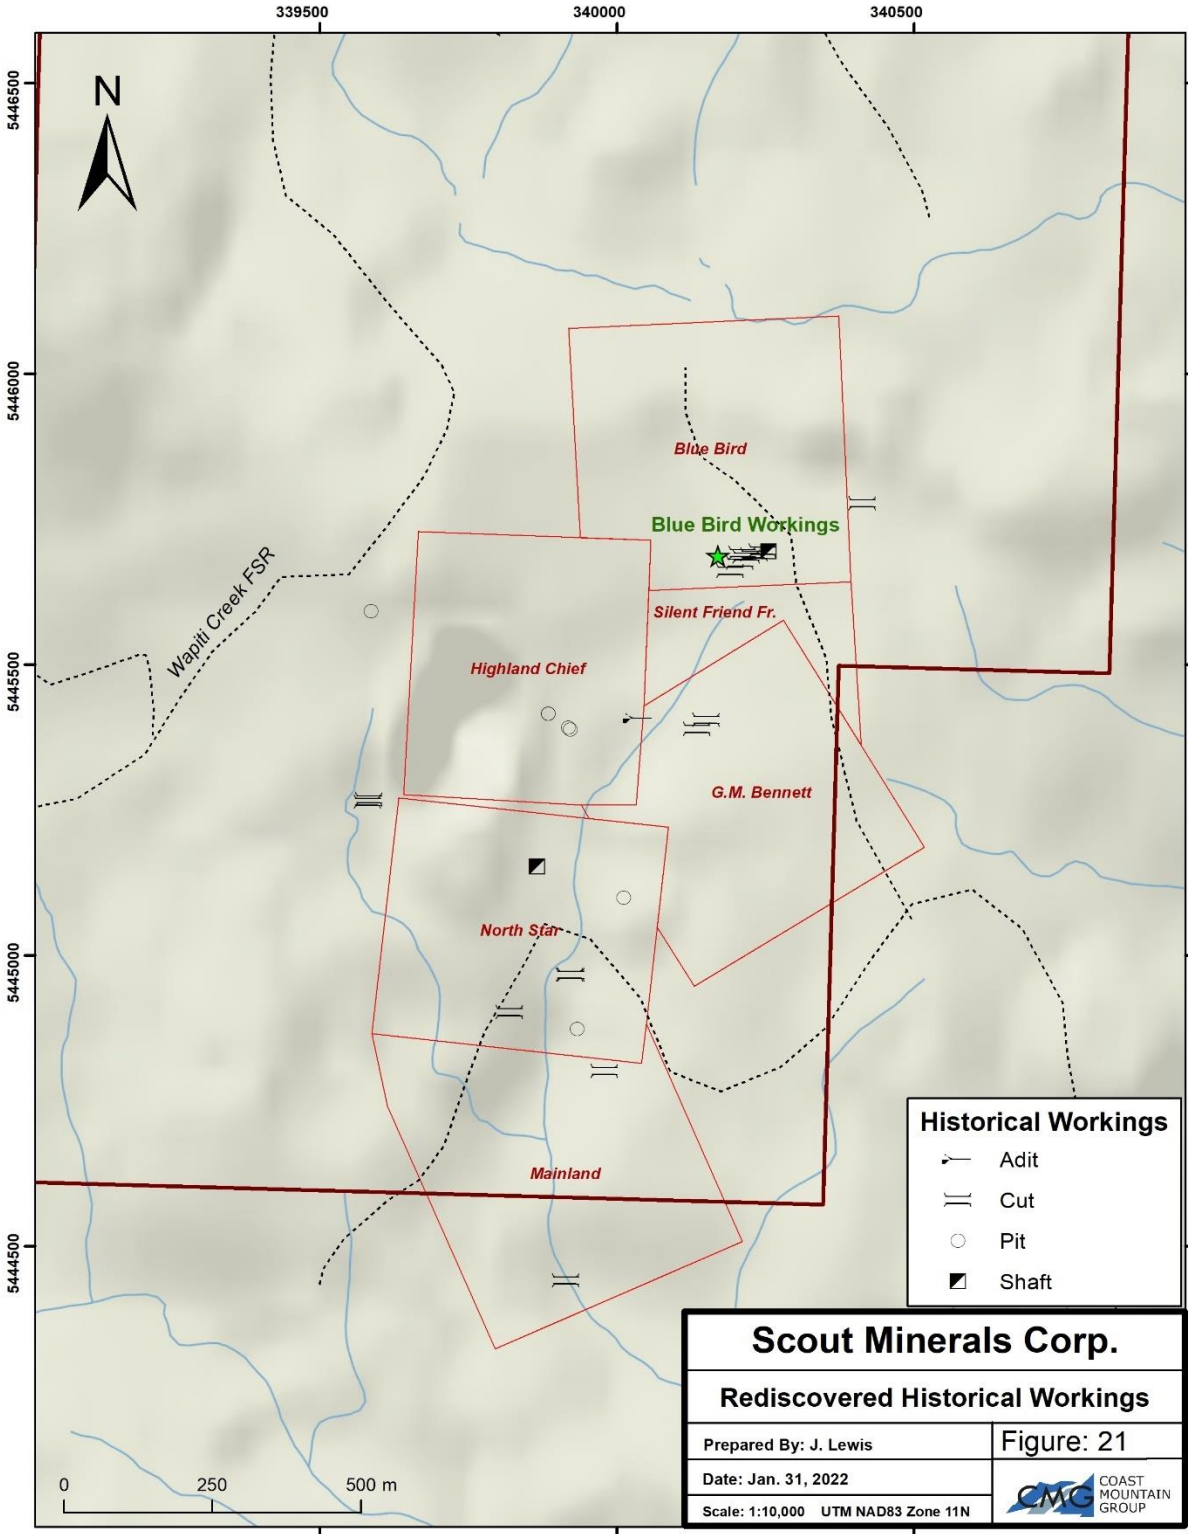 339500
340000
340500
5446500
5446000
5445500
5445000
5444500
N
Blue Bird
Blue Bird Workings
Wapiti Creek FSR
Silent Friend Fr.
Highland Chief
G.M. Bennett
North Star
Mainland
Historical Workings
Adit
Cut
Pit
Shaft
Scout Minerals Corp.
Rediscovered Historical Workings
Prepared By: J. Lewis
Figure: 21
Date: Jan. 31, 2022
Scale: 1:10,000 UTM NAD83 Zone 11N
CMG
COAST
MOUNTAIN
GROUP
0 250 500 m